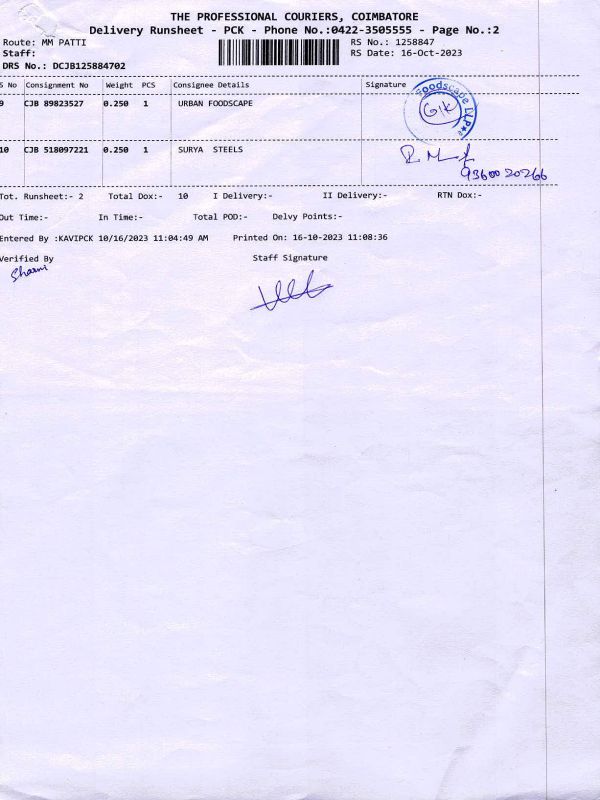 THE PROFESSIONAL COURIERS, COIMBATORE
Delivery Runsheet - PCK - Phone No.:0422-3505555 - Page No.:2
Route: MM PATTI
RS No.: 1258847
Staff:
RS Date: 16-Oct-2023
DRS No.: DCJB125884702
S No Consignment No Weight PCS Consignee Details Signature
9 CJB 89823527 0.250 1 URBAN FOODSCAPE
Foodscape LLP
10 CJB 518097221 0.250 1 SURYA STEELS
9360020266
Tot. Runsheet:- 2 Total Dox:- 10 I Delivery:- II Delivery:- RTN Dox:-
Out Time:- In Time:- Total POD:- Delvy Points:-
Entered By :KAVIPCK 10/16/2023 11:04:49 AM Printed On: 16-10-2023 11:08:36
Verified By Staff Signature